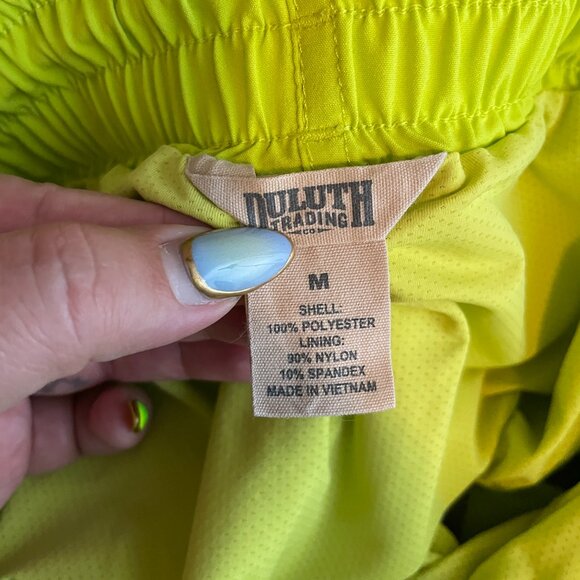 DULUTH
TRADING
CO
M
SHELL:
100% POLYESTER
LINING:
90% NYLON
10% SPANDEX
MADE IN VIETNAM